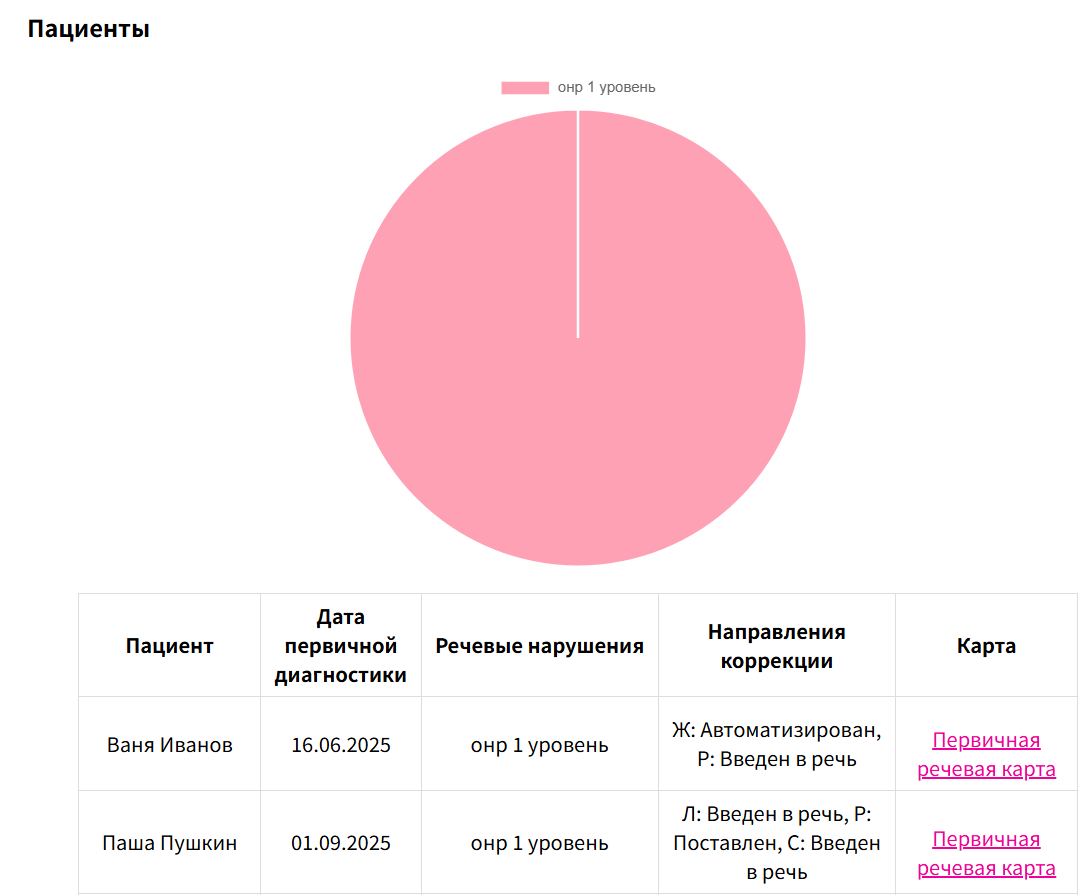 Пациенты
онр 1 уровень
Пациент
Дата
первичной
диагностики
Речевые нарушения
Направления
коррекции
Карта
Ваня Иванов
16.06.2025
онр 1 уровень
Ж: Автоматизирован,
Р: Введен в речь
Первичная
речевая карта
Паша Пушкин
01.09.2025
онр 1 уровень
Л: Введен в речь, Р:
Поставлен, С: Введен
в речь
Первичная
речевая карта